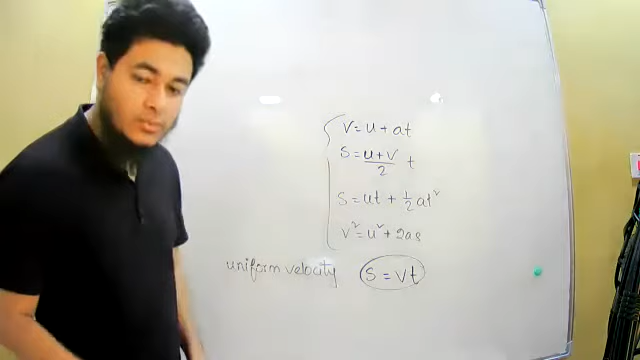 v = u + at
s = u+v/2 t
s = ut + 1/2 at²
v² = u² + 2as
uniform velocity s = vt